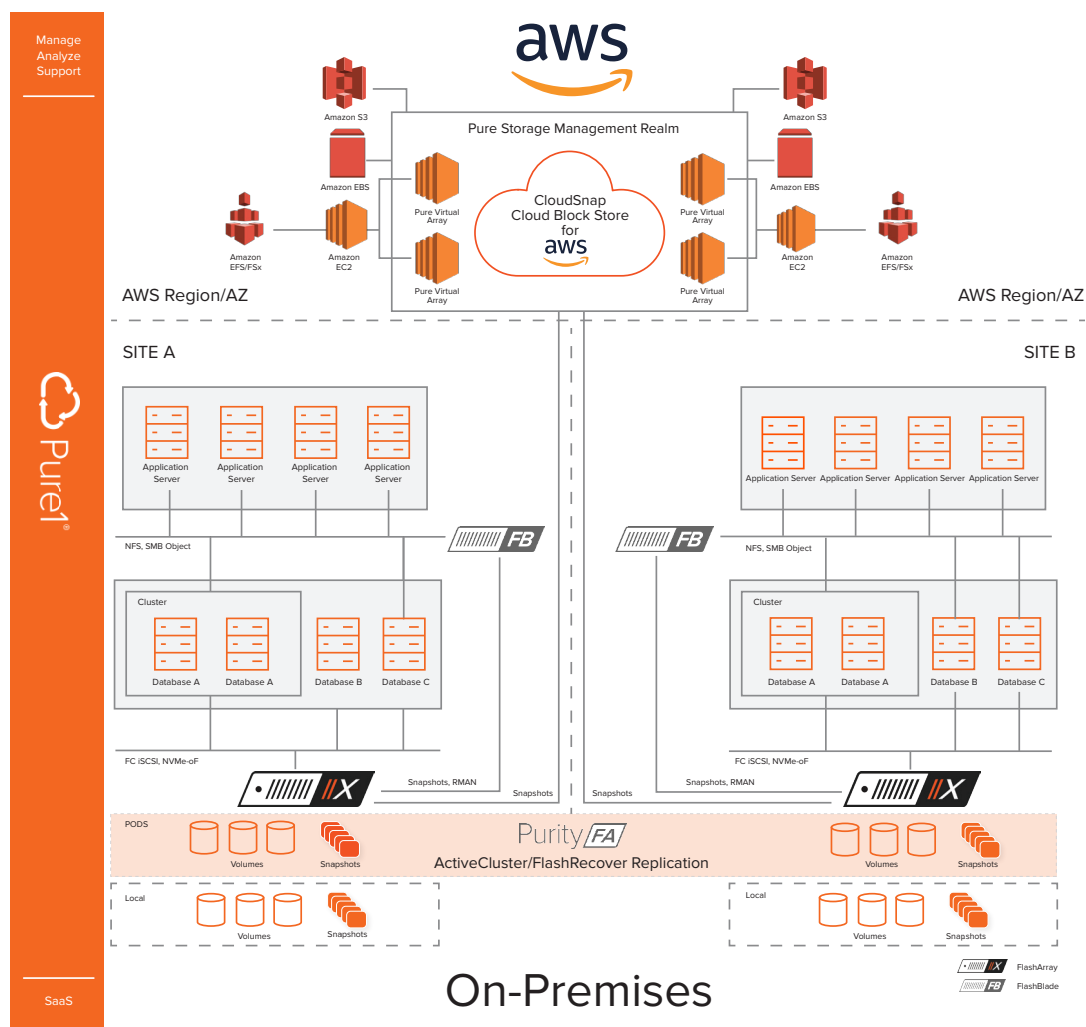 Manage
Analyze
Support
Pure1®
SaaS
aws
Amazon S3
Amazon S3
Pure Storage Management Realm
Amazon EBS
Amazon EBS
Pure Virtual
Array
Pure Virtual
Array
CloudSnap
Cloud Block Store
for
aws
Amazon
EFS/FSx
Amazon
EC2
Amazon
EC2
Amazon
EFS/FSx
Pure Virtual
Array
Pure Virtual
Array
AWS Region/AZ
AWS Region/AZ
SITE A
SITE B
Application
Server
Application
Server
Application
Server
Application
Server
Application Server
Application Server
Application Server
Application Server
NFS, SMB Object
FB
FB
NFS, SMB Object
Cluster
Database A
Database A
Database B
Database C
Cluster
Database A
Database A
Database B
Database C
FC iSCSI, NVMe-oF
FC iSCSI, NVMe-oF
//X
Snapshots, RMAN
Snapshots
Snapshots, RMAN
Snapshots
//X
PODS
Volumes
Snapshots
Purity FA
ActiveCluster/FlashRecover Replication
Volumes
Snapshots
Local
Volumes
Snapshots
Local
Volumes
Snapshots
On-Premises
//X FlashArray
FB FlashBlade